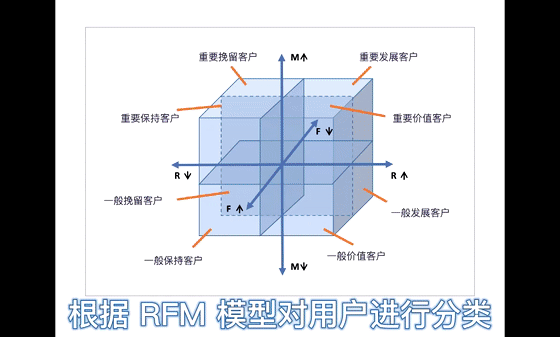 M↑
重要挽留客户
重要发展客户
重要保持客户
重要价值客户
F↓
R↓
R↑
一般挽留客户
F↑
一般发展客户
一般保持客户
一般价值客户
M↓
根据 RFM 模型对用户进行分类